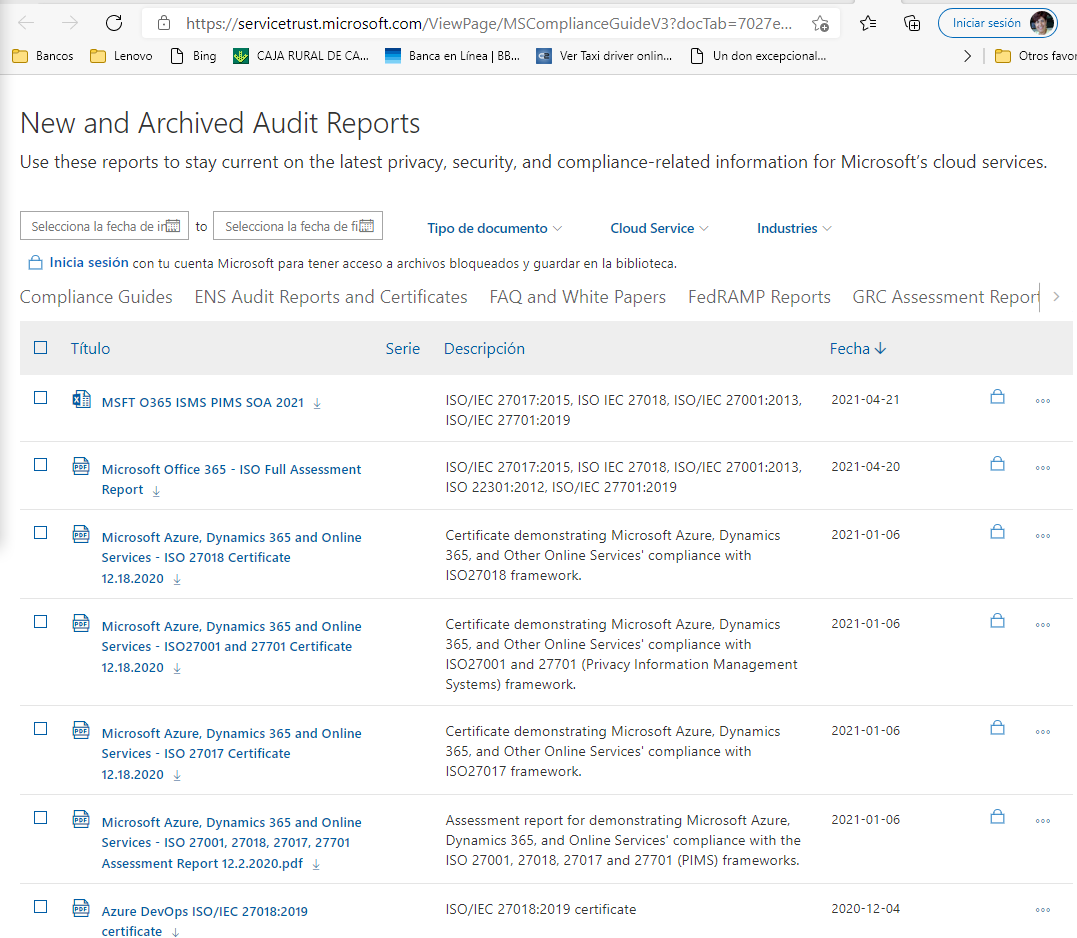 https://servicetrust.microsoft.com/ViewPage/MSComplianceGuideV3?docTab=7027e...
Iniciar sesión
Bancos
Lenovo
Bing
CAJA RURAL DE CA...
Banca en Línea | BB...
Ver Taxi driver onlin...
Un don excepcional...
Otros favor
New and Archived Audit Reports
Use these reports to stay current on the latest privacy, security, and compliance-related information for Microsoft's cloud services.
Selecciona la fecha de in
to
Selecciona la fecha de fi
Tipo de documento
Cloud Service
Industries
Inicia sesión con tu cuenta Microsoft para tener acceso a archivos bloqueados y guardar en la biblioteca.
Compliance Guides
ENS Audit Reports and Certificates
FAQ and White Papers
FedRAMP Reports
GRC Assessment Report
Título
Serie
Descripción
Fecha ↓
MSFT O365 ISMS PIMS SOA 2021
ISO/IEC 27017:2015, ISO IEC 27018, ISO/IEC 27001:2013,
ISO/IEC 27701:2019
2021-04-21
PDF
Microsoft Office 365 - ISO Full Assessment
Report
ISO/IEC 27017:2015, ISO IEC 27018, ISO/IEC 27001:2013,
ISO 22301:2012, ISO/IEC 27701:2019
2021-04-20
PDF
Microsoft Azure, Dynamics 365 and Online
Services - ISO 27018 Certificate
12.18.2020
Certificate demonstrating Microsoft Azure, Dynamics
365, and Other Online Services' compliance with
ISO27018 framework.
2021-01-06
PDF
Microsoft Azure, Dynamics 365 and Online
Services - ISO27001 and 27701 Certificate
12.18.2020
Certificate demonstrating Microsoft Azure, Dynamics
365, and Other Online Services' compliance with
ISO27001 and 27701 (Privacy Information Management
Systems) framework.
2021-01-06
PDF
Microsoft Azure, Dynamics 365 and Online
Services - ISO 27017 Certificate
12.18.2020
Certificate demonstrating Microsoft Azure, Dynamics
365, and Other Online Services' compliance with
ISO27017 framework.
2021-01-06
PDF
Microsoft Azure, Dynamics 365 and Online
Services - ISO 27001, 27018, 27017, 27701
Assessment Report 12.2.2020.pdf
Assessment report for demonstrating Microsoft Azure,
Dynamics 365, and Online Services' compliance with the
ISO 27001, 27018, 27017 and 27701 (PIMS) frameworks.
2021-01-06
PDF
Azure DevOps ISO/IEC 27018:2019
certificate
ISO/IEC 27018:2019 certificate
2020-12-04